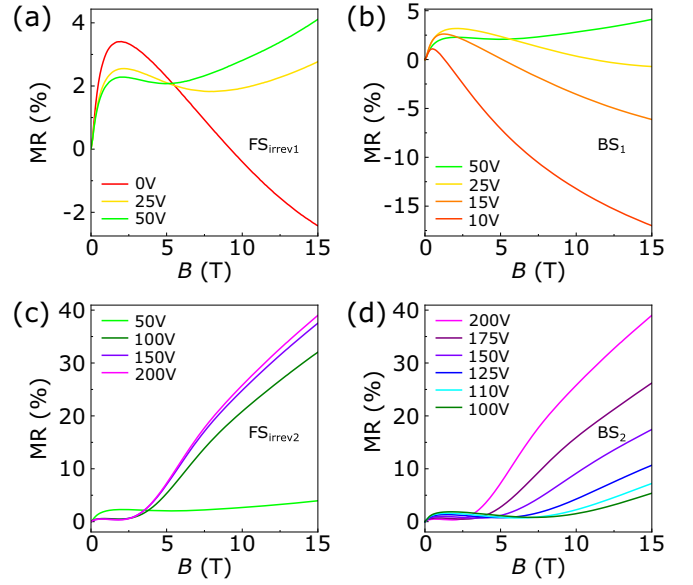 (a)
MR (%)
4
2
0
-2
0V
25V
50V
FSirrev1
0 5 10 15
B (T)
(b)
MR (%)
5
0
-5
-10
-15
50V
25V
15V
10V
BS1
0 5 10 15
B (T)
(c)
MR (%)
40
30
20
10
0
50V
100V
150V
200V
FSirrev2
0 5 10 15
B (T)
(d)
MR (%)
40
30
20
10
0
200V
175V
150V
125V
110V
100V
BS2
0 5 10 15
B (T)